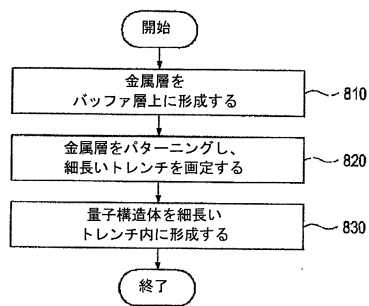 開始
金属層を
バッファ層上に形成する
810
金属層をパターニングし、
細長いトレンチを画定する
820
量子構造体を細長い
トレンチ内に形成する
830
終了